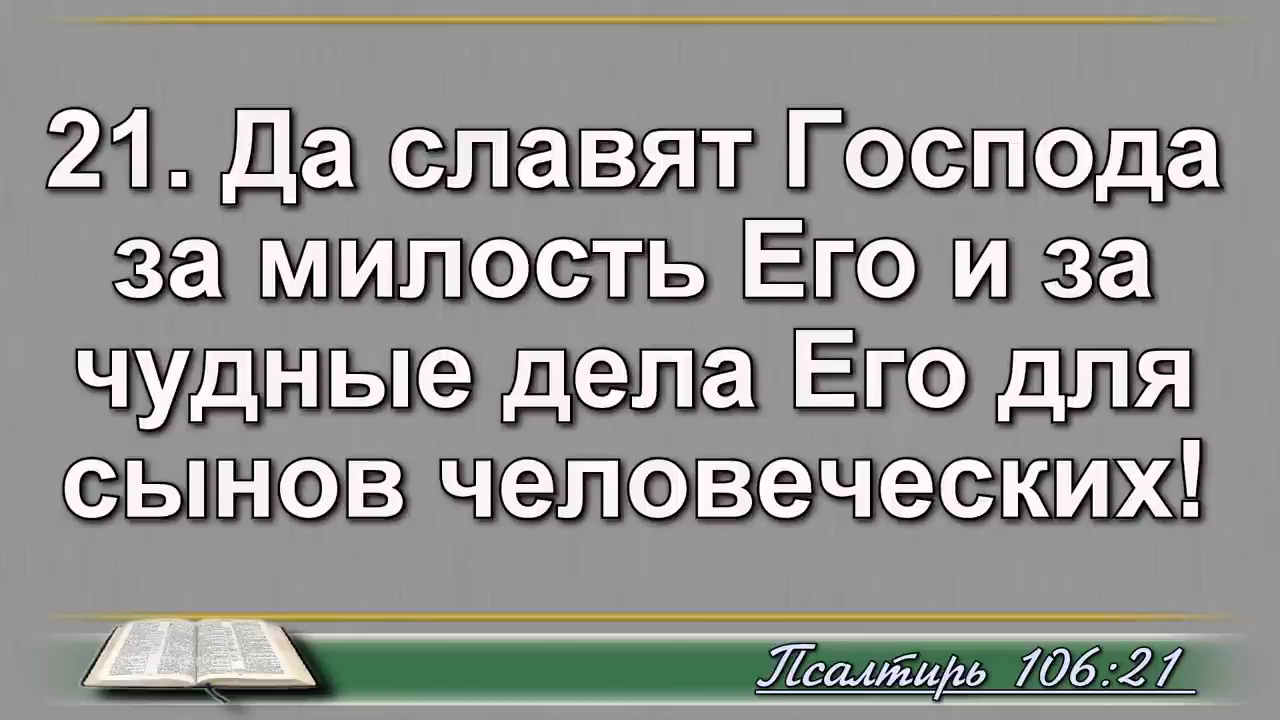 21. Да славят Господа
за милость Его и за
чудные дела Его для
сынов человеческих!
Псалтирь 106:21